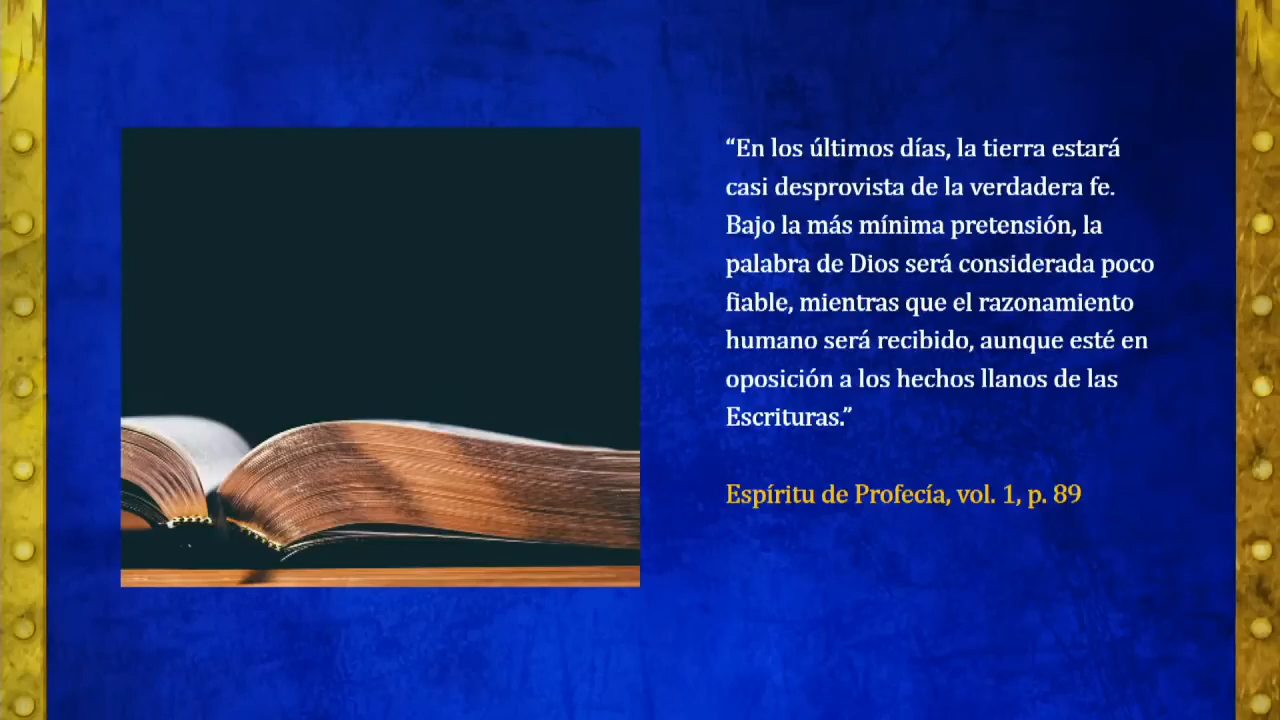 “En los últimos días, la tierra estará
casi desprovista de la verdadera fe.
Bajo la más mínima pretensión, la
palabra de Dios será considerada poco
fiable, mientras que el razonamiento
humano será recibido, aunque esté en
oposición a los hechos llanos de las
Escrituras.”
Espíritu de Profecía, vol. 1, p. 89